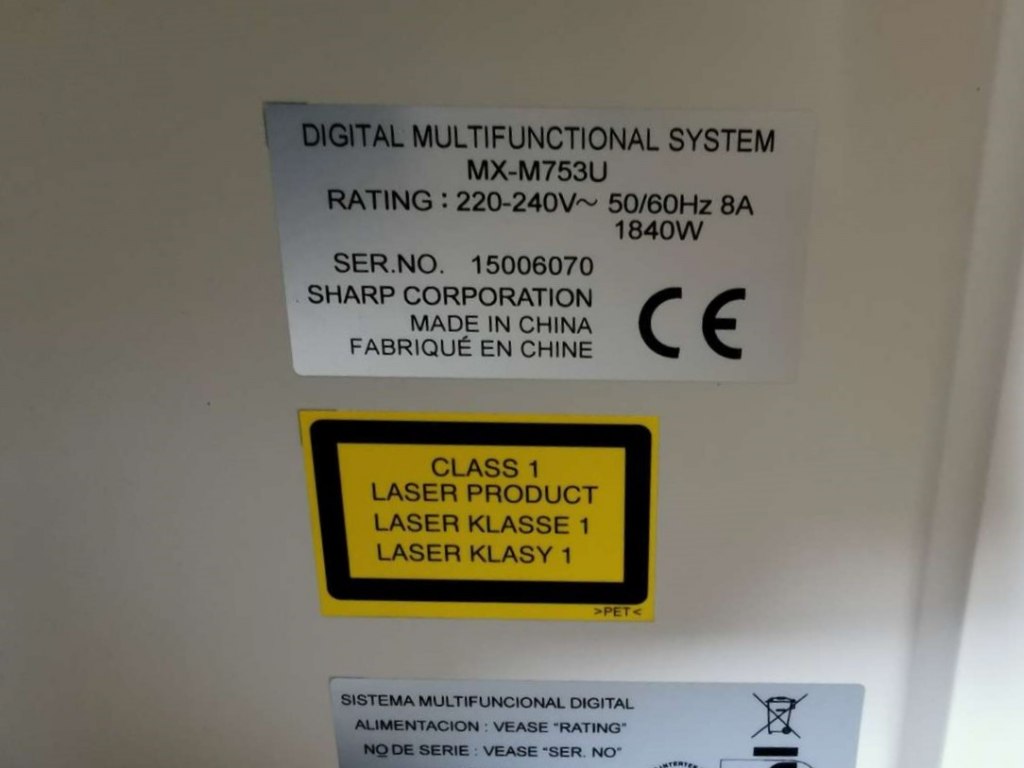 DIGITAL MULTIFUNCTIONAL SYSTEM
MX-M753U
RATING : 220-240V~ 50/60Hz 8A
1840W
SER.NO. 15006070
SHARP CORPORATION
MADE IN CHINA
FABRIQUÉ EN CHINE
CE
CLASS 1
LASER PRODUCT
LASER KLASSE 1
LASER KLASY 1
>PET<
SISTEMA MULTIFUNCIONAL DIGITAL
ALIMENTACION : VEASE "RATING"
NO DE SERIE : VEASE "SER. NO"